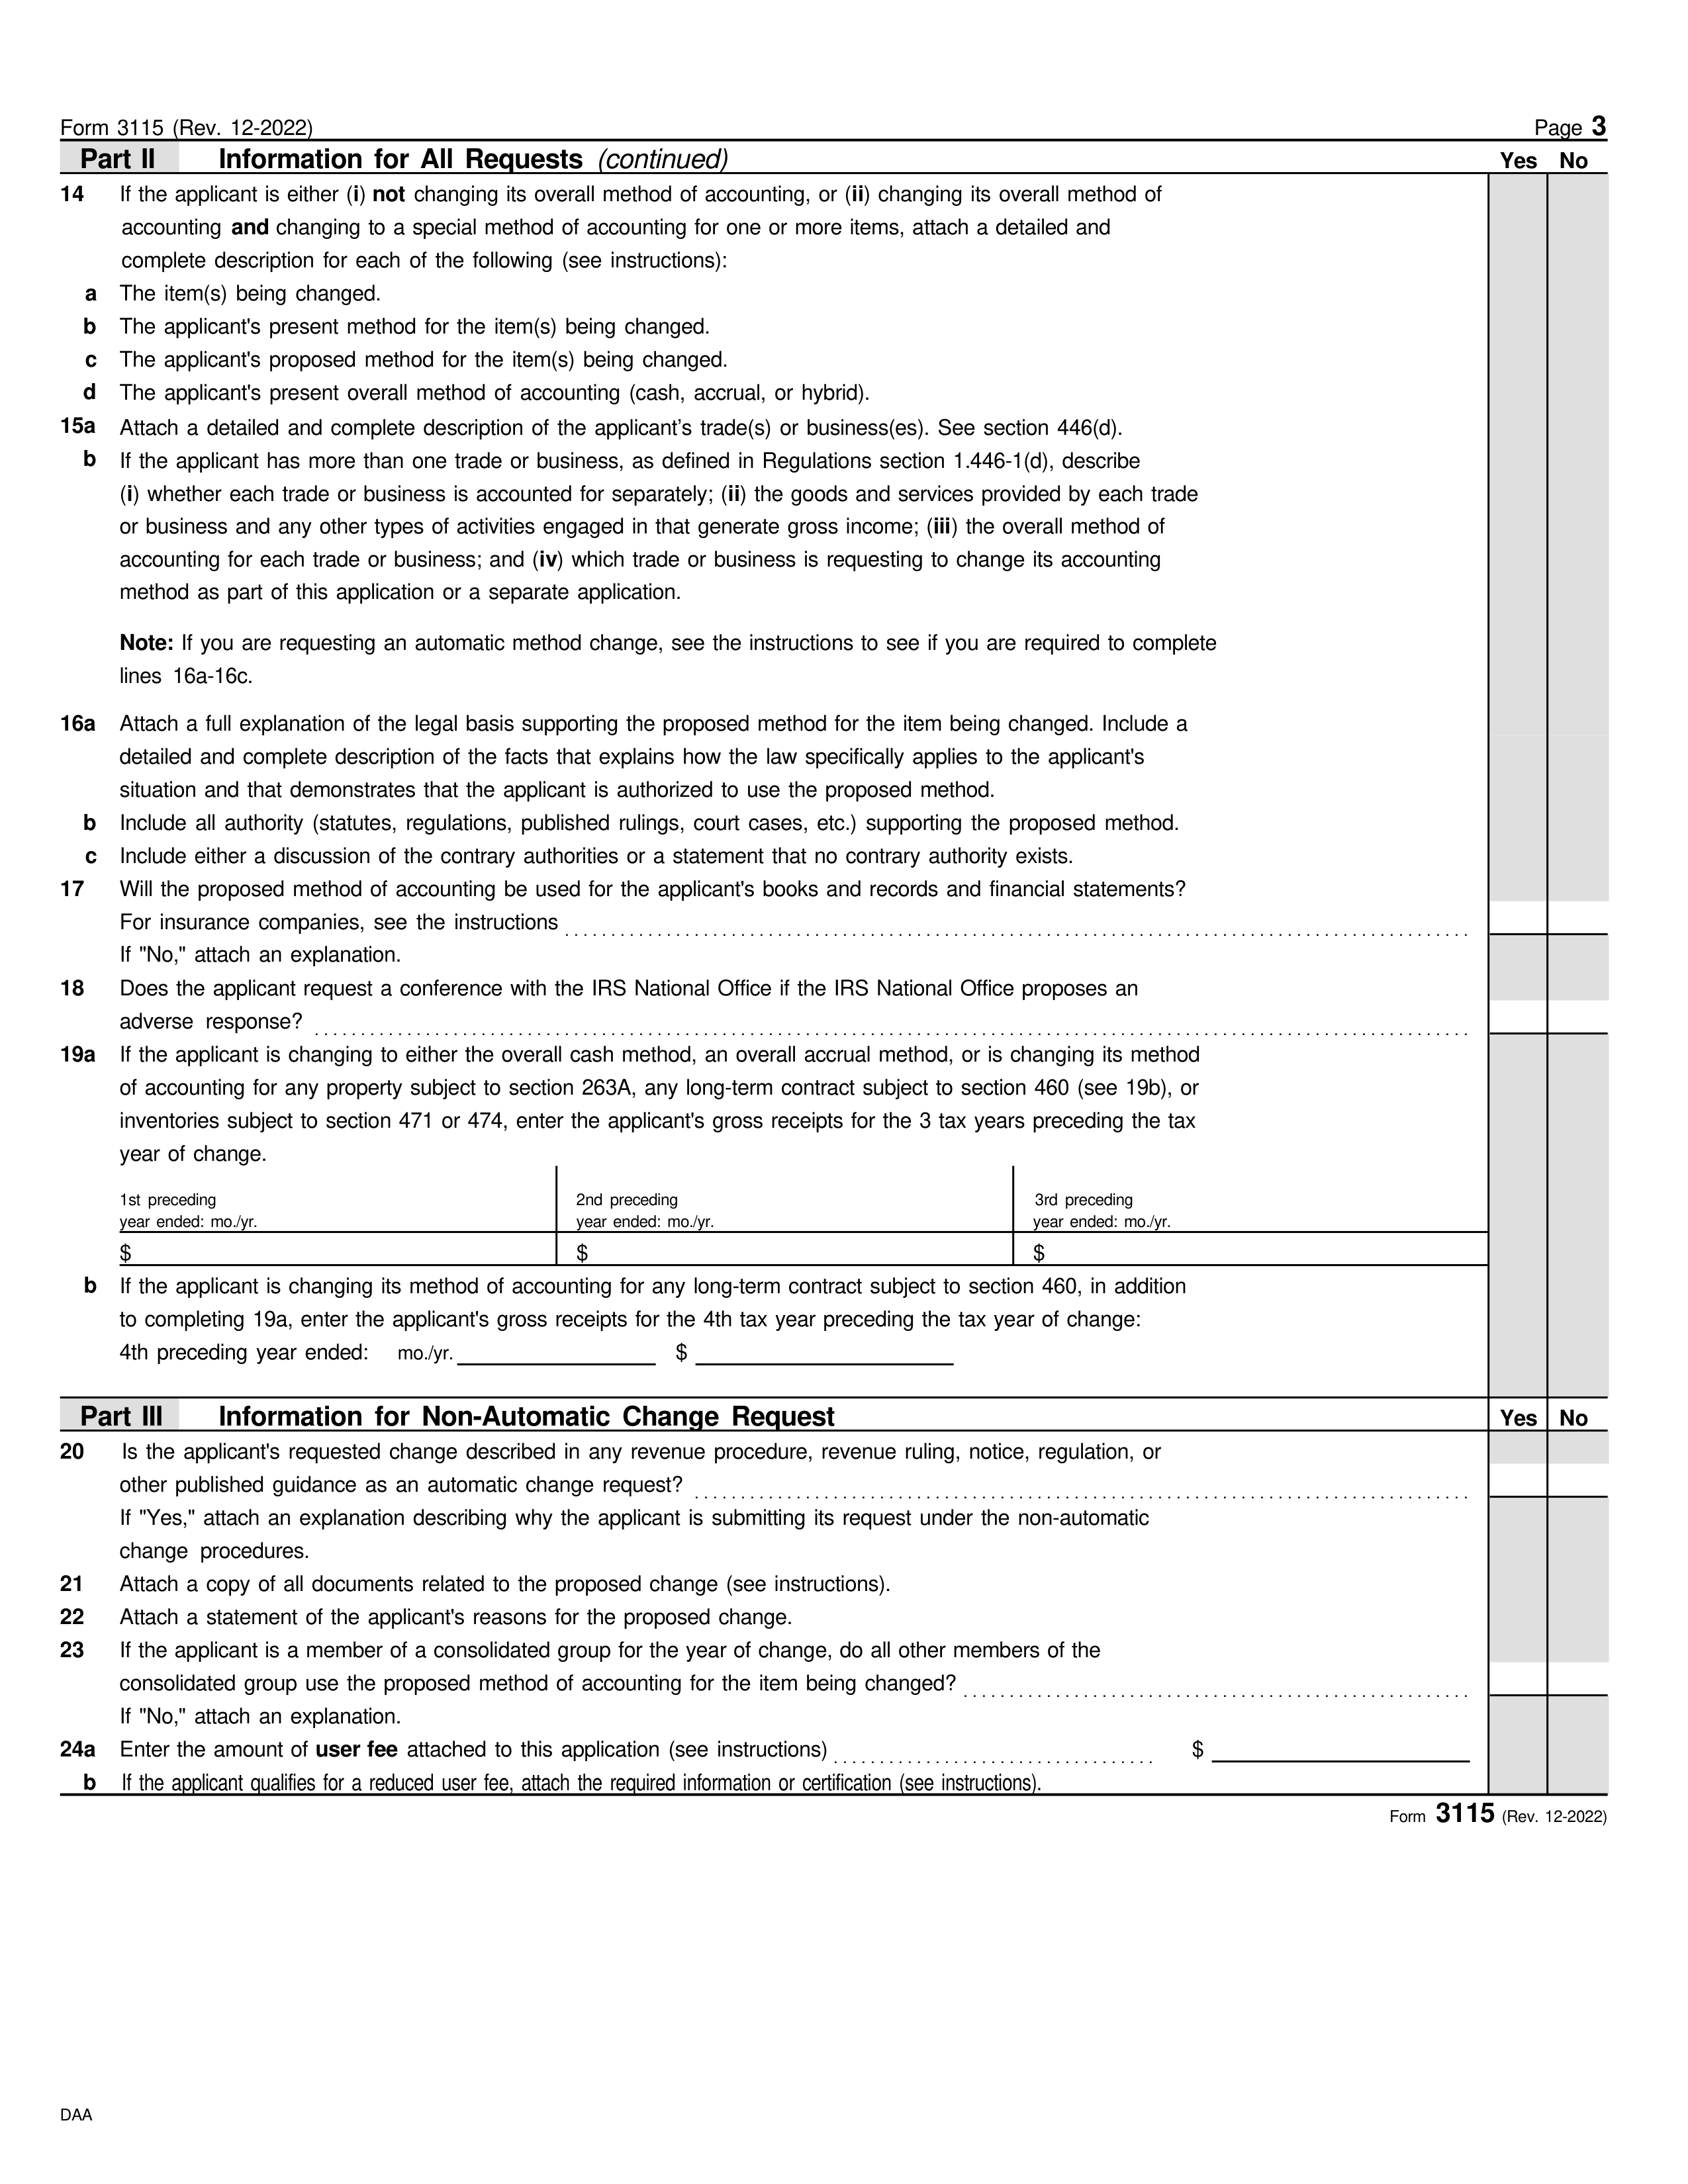 Form 3115 (Rev. 12-2022) Page 3
Part II Information for All Requests (continued) Yes No
14 If the applicant is either (i) not changing its overall method of accounting, or (ii) changing its overall method of
accounting and changing to a special method of accounting for one or more items, attach a detailed and
complete description for each of the following (see instructions):
a The item(s) being changed.
b The applicant's present method for the item(s) being changed.
c The applicant's proposed method for the item(s) being changed.
d The applicant's present overall method of accounting (cash, accrual, or hybrid).
15a Attach a detailed and complete description of the applicant’s trade(s) or business(es). See section 446(d).
b If the applicant has more than one trade or business, as defined in Regulations section 1.446-1(d), describe
(i) whether each trade or business is accounted for separately; (ii) the goods and services provided by each trade
or business and any other types of activities engaged in that generate gross income; (iii) the overall method of
accounting for each trade or business; and (iv) which trade or business is requesting to change its accounting
method as part of this application or a separate application.
Note: If you are requesting an automatic method change, see the instructions to see if you are required to complete
lines 16a-16c.
16a Attach a full explanation of the legal basis supporting the proposed method for the item being changed. Include a
detailed and complete description of the facts that explains how the law specifically applies to the applicant's
situation and that demonstrates that the applicant is authorized to use the proposed method.
b Include all authority (statutes, regulations, published rulings, court cases, etc.) supporting the proposed method.
c Include either a discussion of the contrary authorities or a statement that no contrary authority exists.
17 Will the proposed method of accounting be used for the applicant's books and records and financial statements?
For insurance companies, see the instructions
If "No," attach an explanation.
18 Does the applicant request a conference with the IRS National Office if the IRS National Office proposes an
adverse response?
19a If the applicant is changing to either the overall cash method, an overall accrual method, or is changing its method
of accounting for any property subject to section 263A, any long-term contract subject to section 460 (see 19b), or
inventories subject to section 471 or 474, enter the applicant's gross receipts for the 3 tax years preceding the tax
year of change.
1st preceding 2nd preceding 3rd preceding
year ended: mo./yr. year ended: mo./yr. year ended: mo./yr.
$ $ $
b If the applicant is changing its method of accounting for any long-term contract subject to section 460, in addition
to completing 19a, enter the applicant's gross receipts for the 4th tax year preceding the tax year of change:
4th preceding year ended: mo./yr. $
Part III Information for Non-Automatic Change Request Yes No
20 Is the applicant's requested change described in any revenue procedure, revenue ruling, notice, regulation, or
other published guidance as an automatic change request?
If "Yes," attach an explanation describing why the applicant is submitting its request under the non-automatic
change procedures.
21 Attach a copy of all documents related to the proposed change (see instructions).
22 Attach a statement of the applicant's reasons for the proposed change.
23 If the applicant is a member of a consolidated group for the year of change, do all other members of the
consolidated group use the proposed method of accounting for the item being changed?
If "No," attach an explanation.
24a Enter the amount of user fee attached to this application (see instructions) $
b If the applicant qualifies for a reduced user fee, attach the required information or certification (see instructions).
Form 3115 (Rev. 12-2022)
DAA